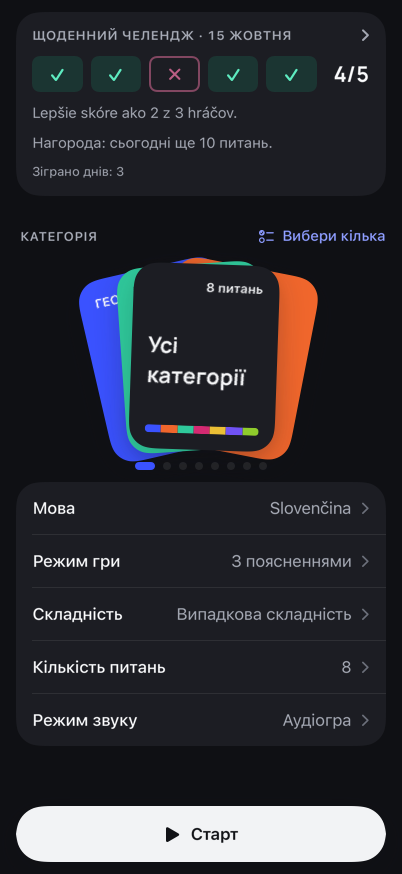 ЩОДЕННИЙ ЧЕЛЕНДЖ · 15 ЖОВТНЯ
4/5
Lepšie skóre ako 2 z 3 hráčov.
Нагорода: сьогодні ще 10 питань.
Зіграно днів: 3
КАТЕГОРІЯ
Вибери кілька
ГЕО
8 питань
Усі
категорії
Мова
Slovenčina
Режим гри
З поясненнями
Складність
Випадкова складність
Кількість питань
8
Режим звуку
Аудіогра
Старт